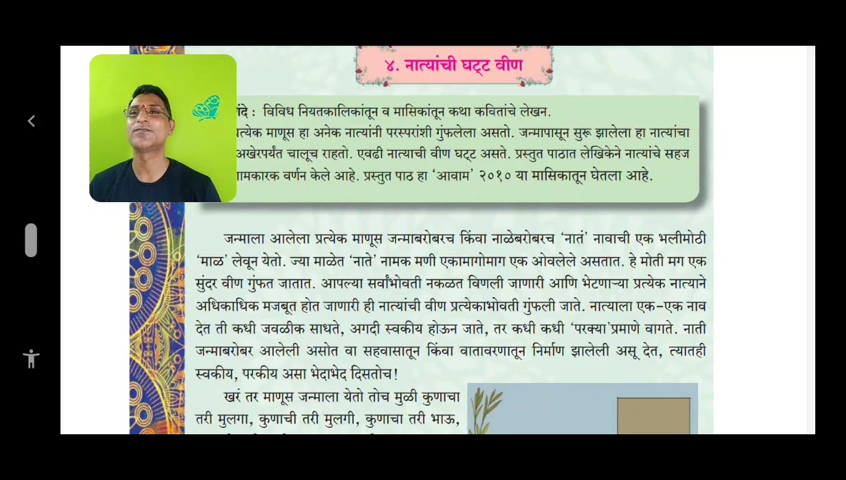 ४. नात्यांची घट्ट वीण
विविध नियतकालिकांतून व मासिकांतून कथा कवितांचे लेखन.
माणूस हा अनेक नात्यांनी परस्परांशी गुंफलेला असतो. जन्मापासून सुरू झालेला हा नात्यांचा
चालूच राहतो. एवढी नात्याची वीण घट्ट असते. प्रस्तुत पाठात लेखिकेने नात्यांचे सहज
वर्णन केले आहे. प्रस्तुत पाठ हा ‘आवाम’ २०१० या मासिकातून घेतला आहे.
जन्माला आलेला प्रत्येक माणूस जन्माबरोबरच किंवा नाळेबरोबरच ‘नातं’ नावाची एक भलीमोठी
‘माळ’ लेवून येतो. ज्या माळेत ‘नाते’ नामक मणी एकामागोमाग एक ओवलेले असतात. हे मोती मग एक
सुंदर वीण गुंफत जातात. आपल्या सर्वांभोवती नकळत विणली जाणारी आणि भेटणाऱ्या प्रत्येक नात्याने
अधिकाधिक मजबूत होत जाणारी ही नात्यांची वीण प्रत्येकाभोवती गुंफली जाते. नात्याला एक-एक नाव
देत ती कधी जवळीक साधते, अगदी स्वकीय होऊन जाते, तर कधी कधी ‘परक्या’प्रमाणे वागते. नाती
जन्माबरोबर आलेली असोत वा सहवासातून किंवा वातावरणातून निर्माण झालेली असू देत, त्यातही
स्वकीय, परकीय असा भेदाभेद दिसतोच!
खरं तर माणूस जन्माला येतो तोच मुळी कुणाचा
तरी मुलगा, कुणाची तरी मुलगी, कुणाचा तरी भाऊ,